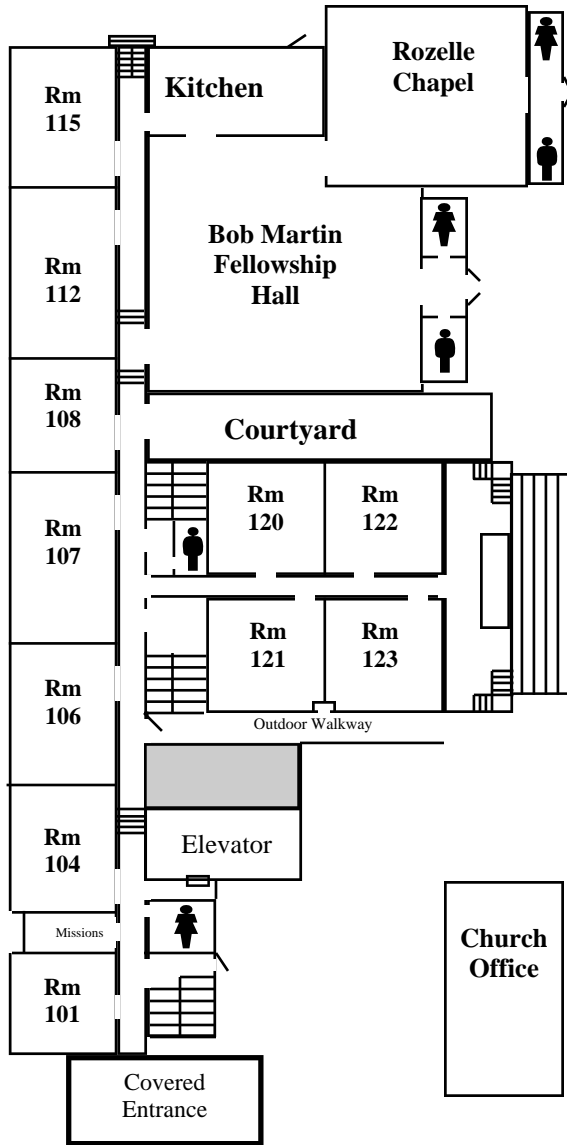 Rozelle
Chapel
Kitchen
Rm
115
Bob Martin
Fellowship
Hall
Rm
112
Rm
108
Courtyard
Rm
120
Rm
122
Rm
107
Rm
121
Rm
123
Rm
106
Outdoor Walkway
Rm
104
Elevator
Missions
Church
Office
Rm
101
Covered
Entrance